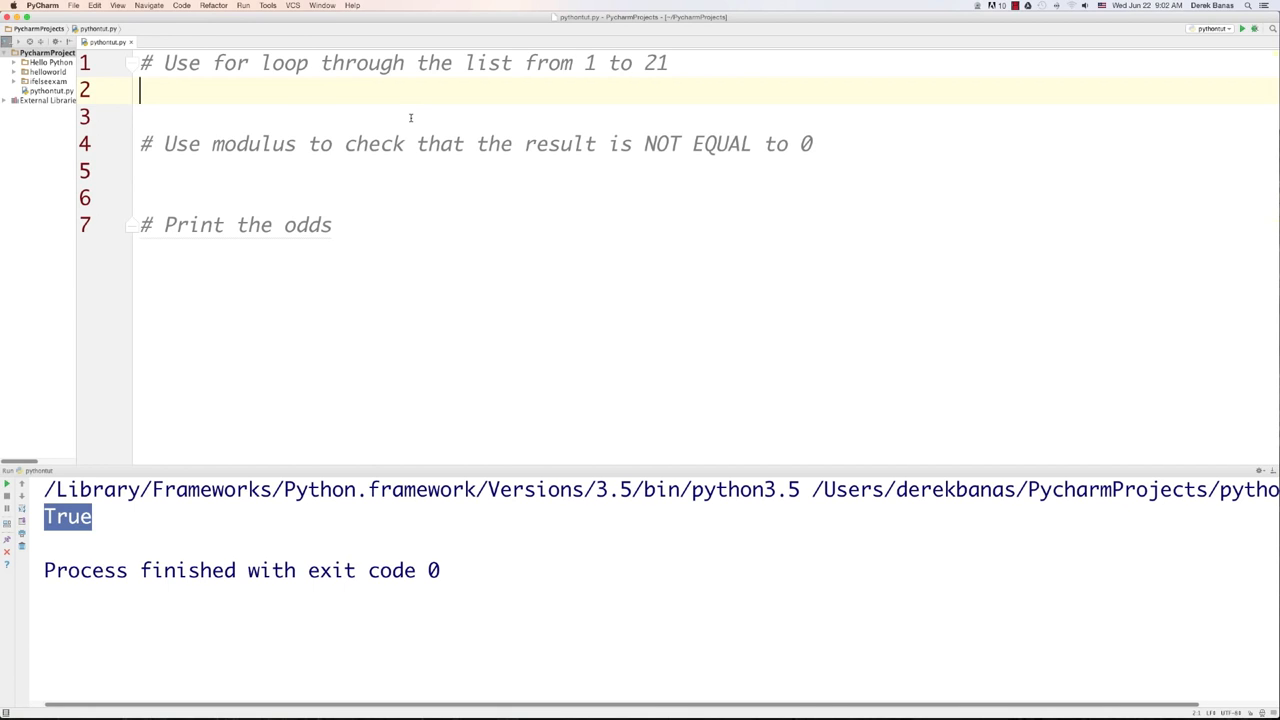 PyCharm File Edit View Navigate Code Refactor Run Tools VCS Window Help 10 Wed Jun 22 9:02 AM Derek Banas
pythontut.py - PycharmProjects - [~/PycharmProjects]
PycharmProjects pythontut.py pythontut
pythontut.py ×
PycharmProject
Hello Python
helloworld
ifelseexam
pythontut.py
External Librarie
1 # Use for loop through the list from 1 to 21
2
3
4 # Use modulus to check that the result is NOT EQUAL to 0
5
6
7 # Print the odds
Run pythontut
/Library/Frameworks/Python.framework/Versions/3.5/bin/python3.5 /Users/derekbanas/PycharmProjects/pytho
True
Process finished with exit code 0
2:1 LF÷ UTF-8÷